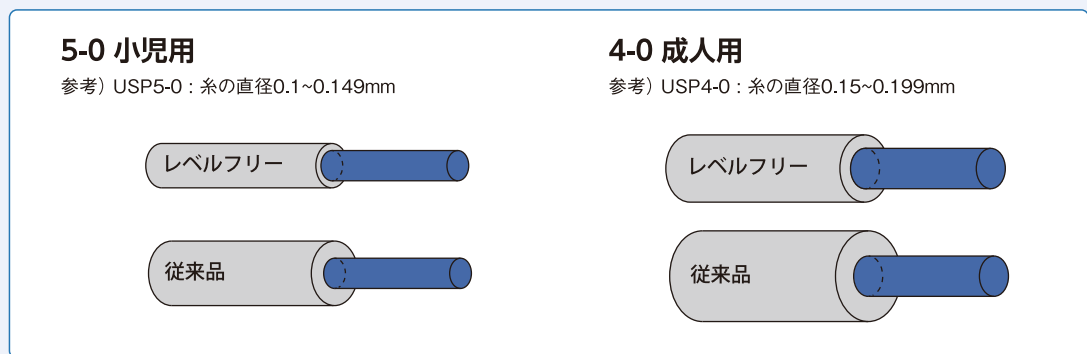 5-0 小児用
参考）USP5-0：糸の直径0.1~0.149mm
レベルフリー
従来品
4-0 成人用
参考）USP4-0：糸の直径0.15~0.199mm
レベルフリー
従来品